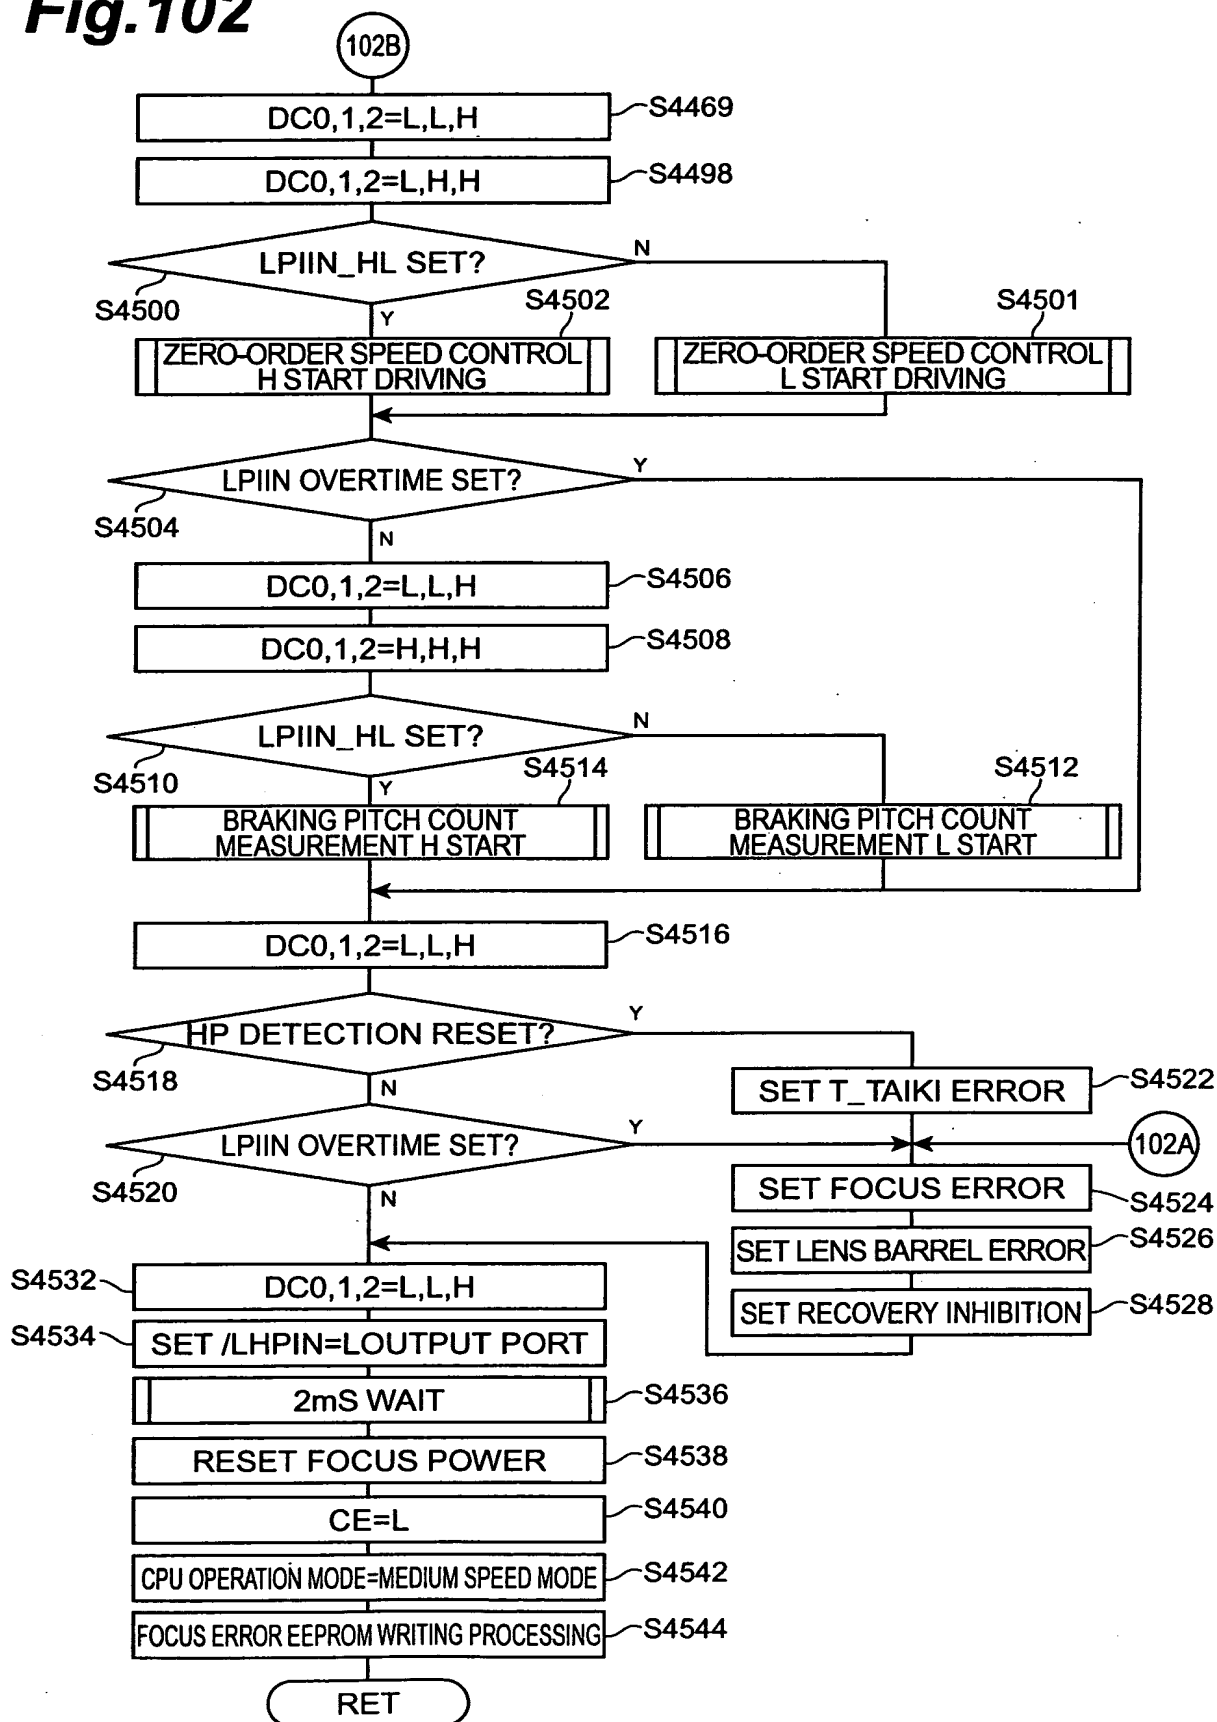 Fig.102
102B
DC0,1,2=L,L,H
S4469
DC0,1,2=L,H,H
S4498
LPIIN_HL SET?
N
S4500
Y
S4502
S4501
ZERO-ORDER SPEED CONTROL
H START DRIVING
ZERO-ORDER SPEED CONTROL
L START DRIVING
LPIIN OVERTIME SET?
Y
S4504
N
DC0,1,2=L,L,H
S4506
DC0,1,2=H,H,H
S4508
LPIIN_HL SET?
N
S4510
Y
S4514
S4512
BRAKING PITCH COUNT
MEASUREMENT H START
BRAKING PITCH COUNT
MEASUREMENT L START
DC0,1,2=L,L,H
S4516
HP DETECTION RESET?
Y
S4518
N
SET T_TAIKI ERROR
S4522
LPIIN OVERTIME SET?
Y
102A
S4520
N
SET FOCUS ERROR
S4524
SET LENS BARREL ERROR
S4526
SET RECOVERY INHIBITION
S4528
S4532
DC0,1,2=L,L,H
S4534
SET /LHPIN=LOUTPUT PORT
2mS WAIT
S4536
RESET FOCUS POWER
S4538
CE=L
S4540
CPU OPERATION MODE=MEDIUM SPEED MODE
S4542
FOCUS ERROR EEPROM WRITING PROCESSING
S4544
RET